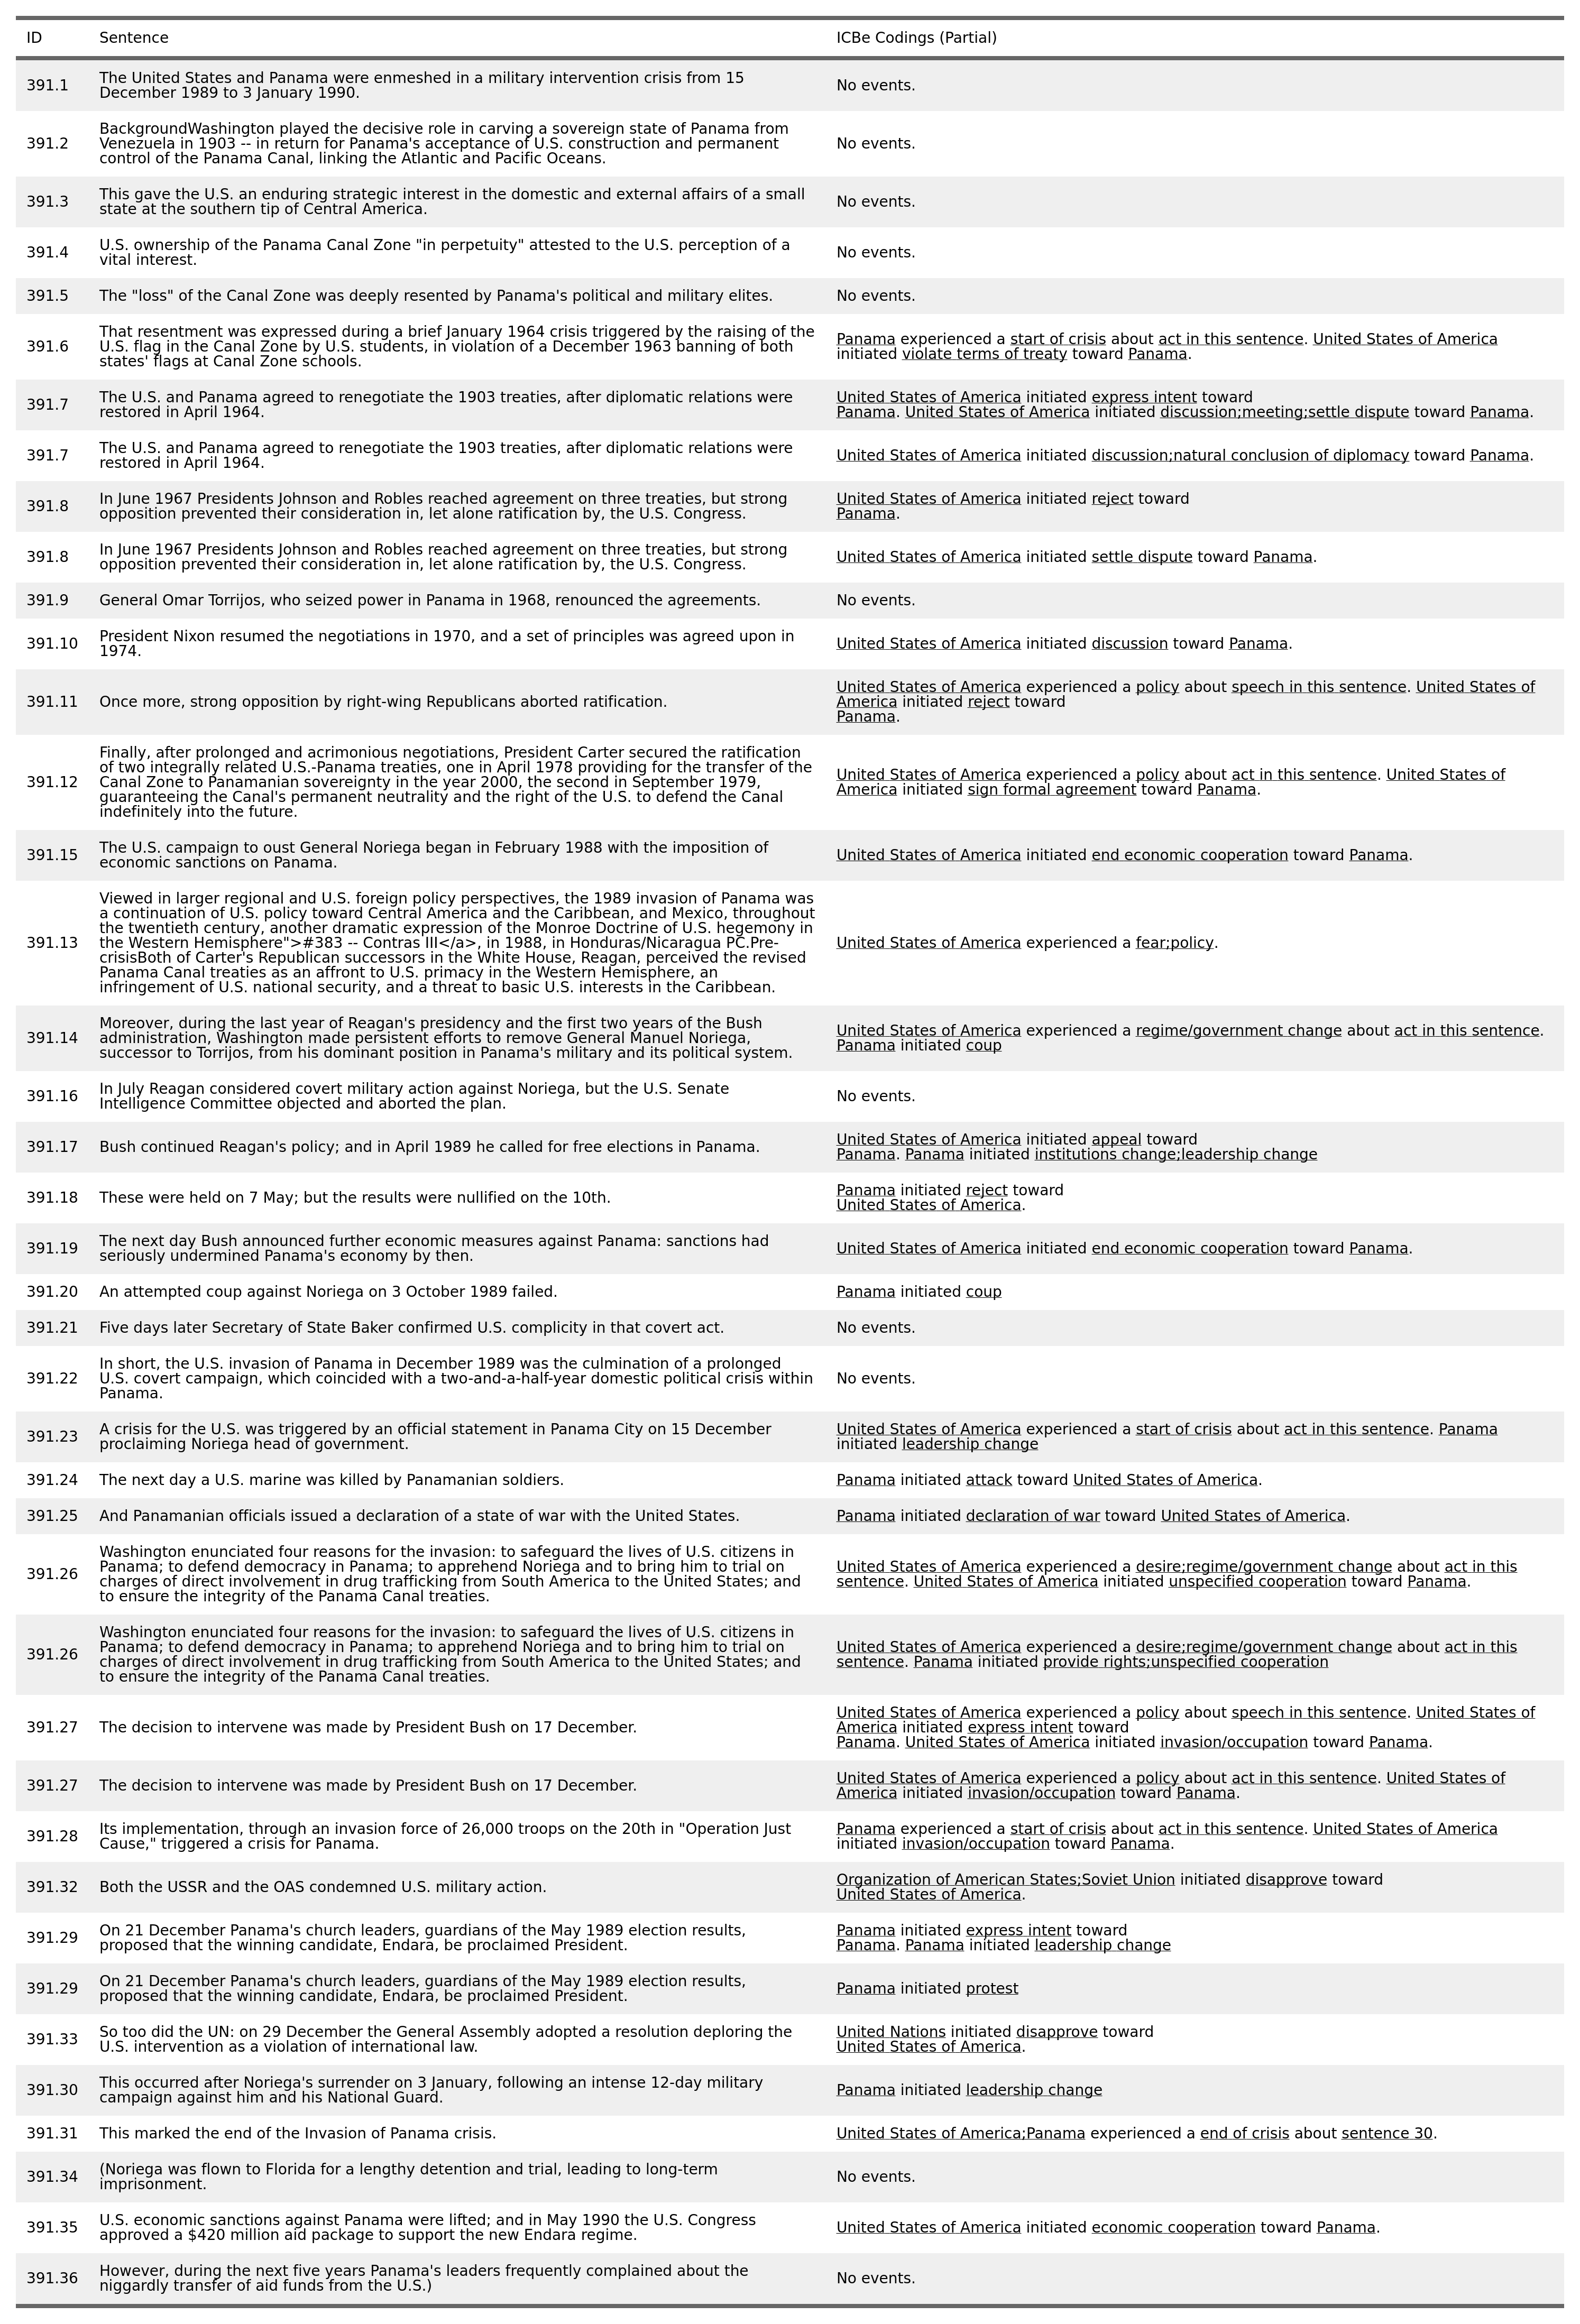 ID Sentence ICBe Codings (Partial)
391.1 The United States and Panama were enmeshed in a military intervention crisis from 15
December 1989 to 3 January 1990.
No events.
391.2 BackgroundWashington played the decisive role in carving a sovereign state of Panama from
Venezuela in 1903 -- in return for Panama's acceptance of U.S. construction and permanent
control of the Panama Canal, linking the Atlantic and Pacific Oceans.
No events.
391.3 This gave the U.S. an enduring strategic interest in the domestic and external affairs of a small
state at the southern tip of Central America.
No events.
391.4 U.S. ownership of the Panama Canal Zone "in perpetuity" attested to the U.S. perception of a
vital interest.
No events.
391.5 The "loss" of the Canal Zone was deeply resented by Panama's political and military elites.
No events.
391.6 That resentment was expressed during a brief January 1964 crisis triggered by the raising of the
U.S. flag in the Canal Zone by U.S. students, in violation of a December 1963 banning of both
states' flags at Canal Zone schools.
Panama experienced a start of crisis about act in this sentence. United States of America
initiated violate terms of treaty toward Panama.
391.7 The U.S. and Panama agreed to renegotiate the 1903 treaties, after diplomatic relations were
restored in April 1964.
United States of America initiated express intent toward
Panama. United States of America initiated discussion;meeting;settle dispute toward Panama.
391.7 The U.S. and Panama agreed to renegotiate the 1903 treaties, after diplomatic relations were
restored in April 1964.
United States of America initiated discussion;natural conclusion of diplomacy toward Panama.
391.8 In June 1967 Presidents Johnson and Robles reached agreement on three treaties, but strong
opposition prevented their consideration in, let alone ratification by, the U.S. Congress.
United States of America initiated reject toward
Panama.
391.8 In June 1967 Presidents Johnson and Robles reached agreement on three treaties, but strong
opposition prevented their consideration in, let alone ratification by, the U.S. Congress.
United States of America initiated settle dispute toward Panama.
391.9 General Omar Torrijos, who seized power in Panama in 1968, renounced the agreements.
No events.
391.10 President Nixon resumed the negotiations in 1970, and a set of principles was agreed upon in
1974.
United States of America initiated discussion toward Panama.
391.11 Once more, strong opposition by right-wing Republicans aborted ratification.
United States of America experienced a policy about speech in this sentence. United States of
America initiated reject toward
Panama.
391.12 Finally, after prolonged and acrimonious negotiations, President Carter secured the ratification
of two integrally related U.S.-Panama treaties, one in April 1978 providing for the transfer of the
Canal Zone to Panamanian sovereignty in the year 2000, the second in September 1979,
guaranteeing the Canal's permanent neutrality and the right of the U.S. to defend the Canal
indefinitely into the future.
United States of America experienced a policy about act in this sentence. United States of
America initiated sign formal agreement toward Panama.
391.15 The U.S. campaign to oust General Noriega began in February 1988 with the imposition of
economic sanctions on Panama.
United States of America initiated end economic cooperation toward Panama.
391.13 Viewed in larger regional and U.S. foreign policy perspectives, the 1989 invasion of Panama was
a continuation of U.S. policy toward Central America and the Caribbean, and Mexico, throughout
the twentieth century, another dramatic expression of the Monroe Doctrine of U.S. hegemony in
the Western Hemisphere">#383 -- Contras III</a>, in 1988, in Honduras/Nicaragua PC.Pre-
crisisBoth of Carter's Republican successors in the White House, Reagan, perceived the revised
Panama Canal treaties as an affront to U.S. primacy in the Western Hemisphere, an
infringement of U.S. national security, and a threat to basic U.S. interests in the Caribbean.
United States of America experienced a fear;policy.
391.14 Moreover, during the last year of Reagan's presidency and the first two years of the Bush
administration, Washington made persistent efforts to remove General Manuel Noriega,
successor to Torrijos, from his dominant position in Panama's military and its political system.
United States of America experienced a regime/government change about act in this sentence.
Panama initiated coup
391.16 In July Reagan considered covert military action against Noriega, but the U.S. Senate
Intelligence Committee objected and aborted the plan.
No events.
391.17 Bush continued Reagan's policy; and in April 1989 he called for free elections in Panama.
United States of America initiated appeal toward
Panama. Panama initiated institutions change;leadership change
391.18 These were held on 7 May; but the results were nullified on the 10th.
Panama initiated reject toward
United States of America.
391.19 The next day Bush announced further economic measures against Panama: sanctions had
seriously undermined Panama's economy by then.
United States of America initiated end economic cooperation toward Panama.
391.20 An attempted coup against Noriega on 3 October 1989 failed.
Panama initiated coup
391.21 Five days later Secretary of State Baker confirmed U.S. complicity in that covert act.
No events.
391.22 In short, the U.S. invasion of Panama in December 1989 was the culmination of a prolonged
U.S. covert campaign, which coincided with a two-and-a-half-year domestic political crisis within
Panama.
No events.
391.23 A crisis for the U.S. was triggered by an official statement in Panama City on 15 December
proclaiming Noriega head of government.
United States of America experienced a start of crisis about act in this sentence. Panama
initiated leadership change
391.24 The next day a U.S. marine was killed by Panamanian soldiers.
Panama initiated attack toward United States of America.
391.25 And Panamanian officials issued a declaration of a state of war with the United States.
Panama initiated declaration of war toward United States of America.
391.26 Washington enunciated four reasons for the invasion: to safeguard the lives of U.S. citizens in
Panama; to defend democracy in Panama; to apprehend Noriega and to bring him to trial on
charges of direct involvement in drug trafficking from South America to the United States; and
to ensure the integrity of the Panama Canal treaties.
United States of America experienced a desire;regime/government change about act in this
sentence. United States of America initiated unspecified cooperation toward Panama.
391.26 Washington enunciated four reasons for the invasion: to safeguard the lives of U.S. citizens in
Panama; to defend democracy in Panama; to apprehend Noriega and to bring him to trial on
charges of direct involvement in drug trafficking from South America to the United States; and
to ensure the integrity of the Panama Canal treaties.
United States of America experienced a desire;regime/government change about act in this
sentence. Panama initiated provide rights;unspecified cooperation
391.27 The decision to intervene was made by President Bush on 17 December.
United States of America experienced a policy about speech in this sentence. United States of
America initiated express intent toward
Panama. United States of America initiated invasion/occupation toward Panama.
391.27 The decision to intervene was made by President Bush on 17 December.
United States of America experienced a policy about act in this sentence. United States of
America initiated invasion/occupation toward Panama.
391.28 Its implementation, through an invasion force of 26,000 troops on the 20th in "Operation Just
Cause," triggered a crisis for Panama.
Panama experienced a start of crisis about act in this sentence. United States of America
initiated invasion/occupation toward Panama.
391.32 Both the USSR and the OAS condemned U.S. military action.
Organization of American States;Soviet Union initiated disapprove toward
United States of America.
391.29 On 21 December Panama's church leaders, guardians of the May 1989 election results,
proposed that the winning candidate, Endara, be proclaimed President.
Panama initiated express intent toward
Panama. Panama initiated leadership change
391.29 On 21 December Panama's church leaders, guardians of the May 1989 election results,
proposed that the winning candidate, Endara, be proclaimed President.
Panama initiated protest
391.33 So too did the UN: on 29 December the General Assembly adopted a resolution deploring the
U.S. intervention as a violation of international law.
United Nations initiated disapprove toward
United States of America.
391.30 This occurred after Noriega's surrender on 3 January, following an intense 12-day military
campaign against him and his National Guard.
Panama initiated leadership change
391.31 This marked the end of the Invasion of Panama crisis.
United States of America;Panama experienced a end of crisis about sentence 30.
391.34 (Noriega was flown to Florida for a lengthy detention and trial, leading to long-term
imprisonment.
No events.
391.35 U.S. economic sanctions against Panama were lifted; and in May 1990 the U.S. Congress
approved a $420 million aid package to support the new Endara regime.
United States of America initiated economic cooperation toward Panama.
391.36 However, during the next five years Panama's leaders frequently complained about the
niggardly transfer of aid funds from the U.S.)
No events.